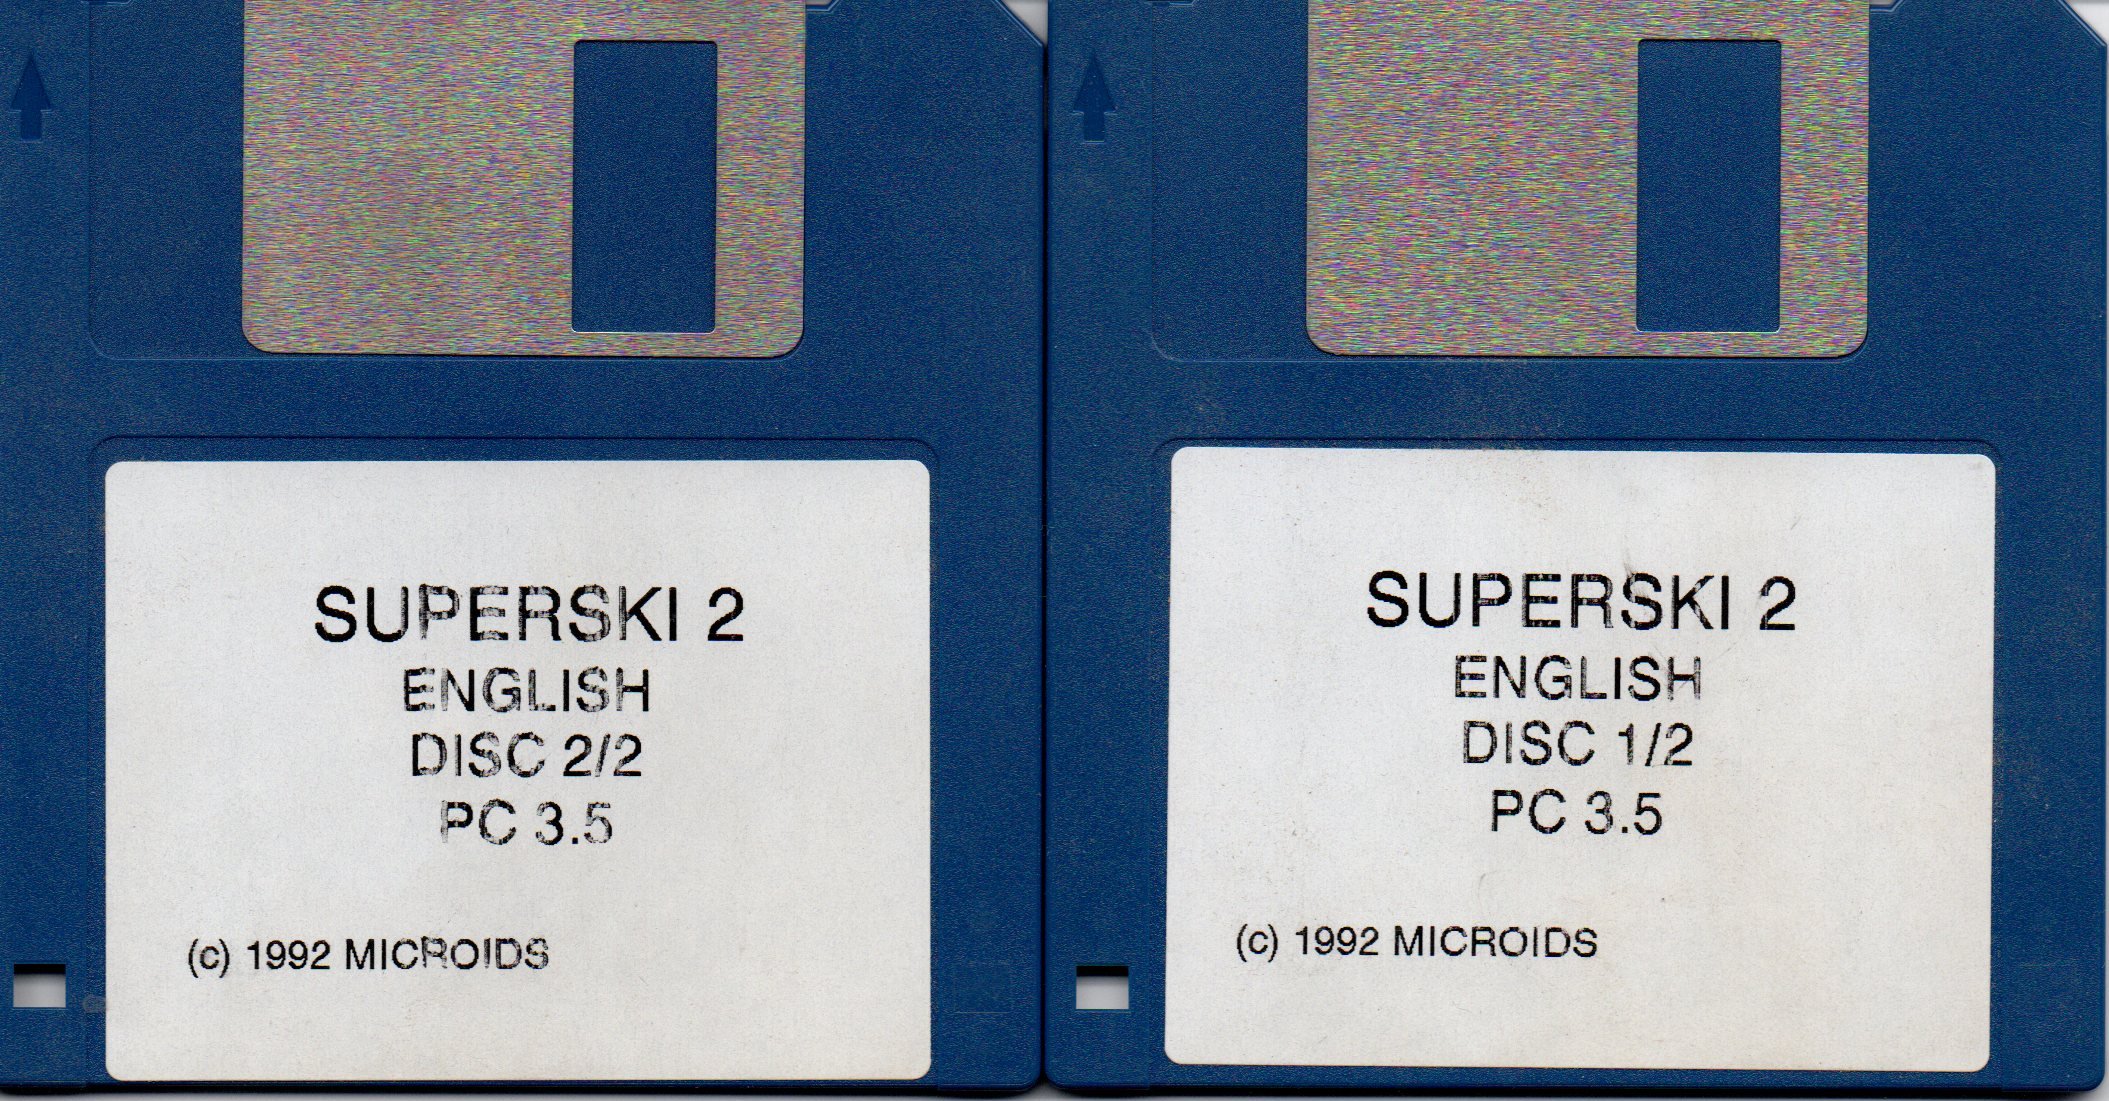 SUPERSKI 2
ENGLISH
DISC 2/2
PC 3.5
(c) 1992 MICROIDS
SUPERSKI 2
ENGLISH
DISC 1/2
PC 3.5
(c) 1992 MICROIDS